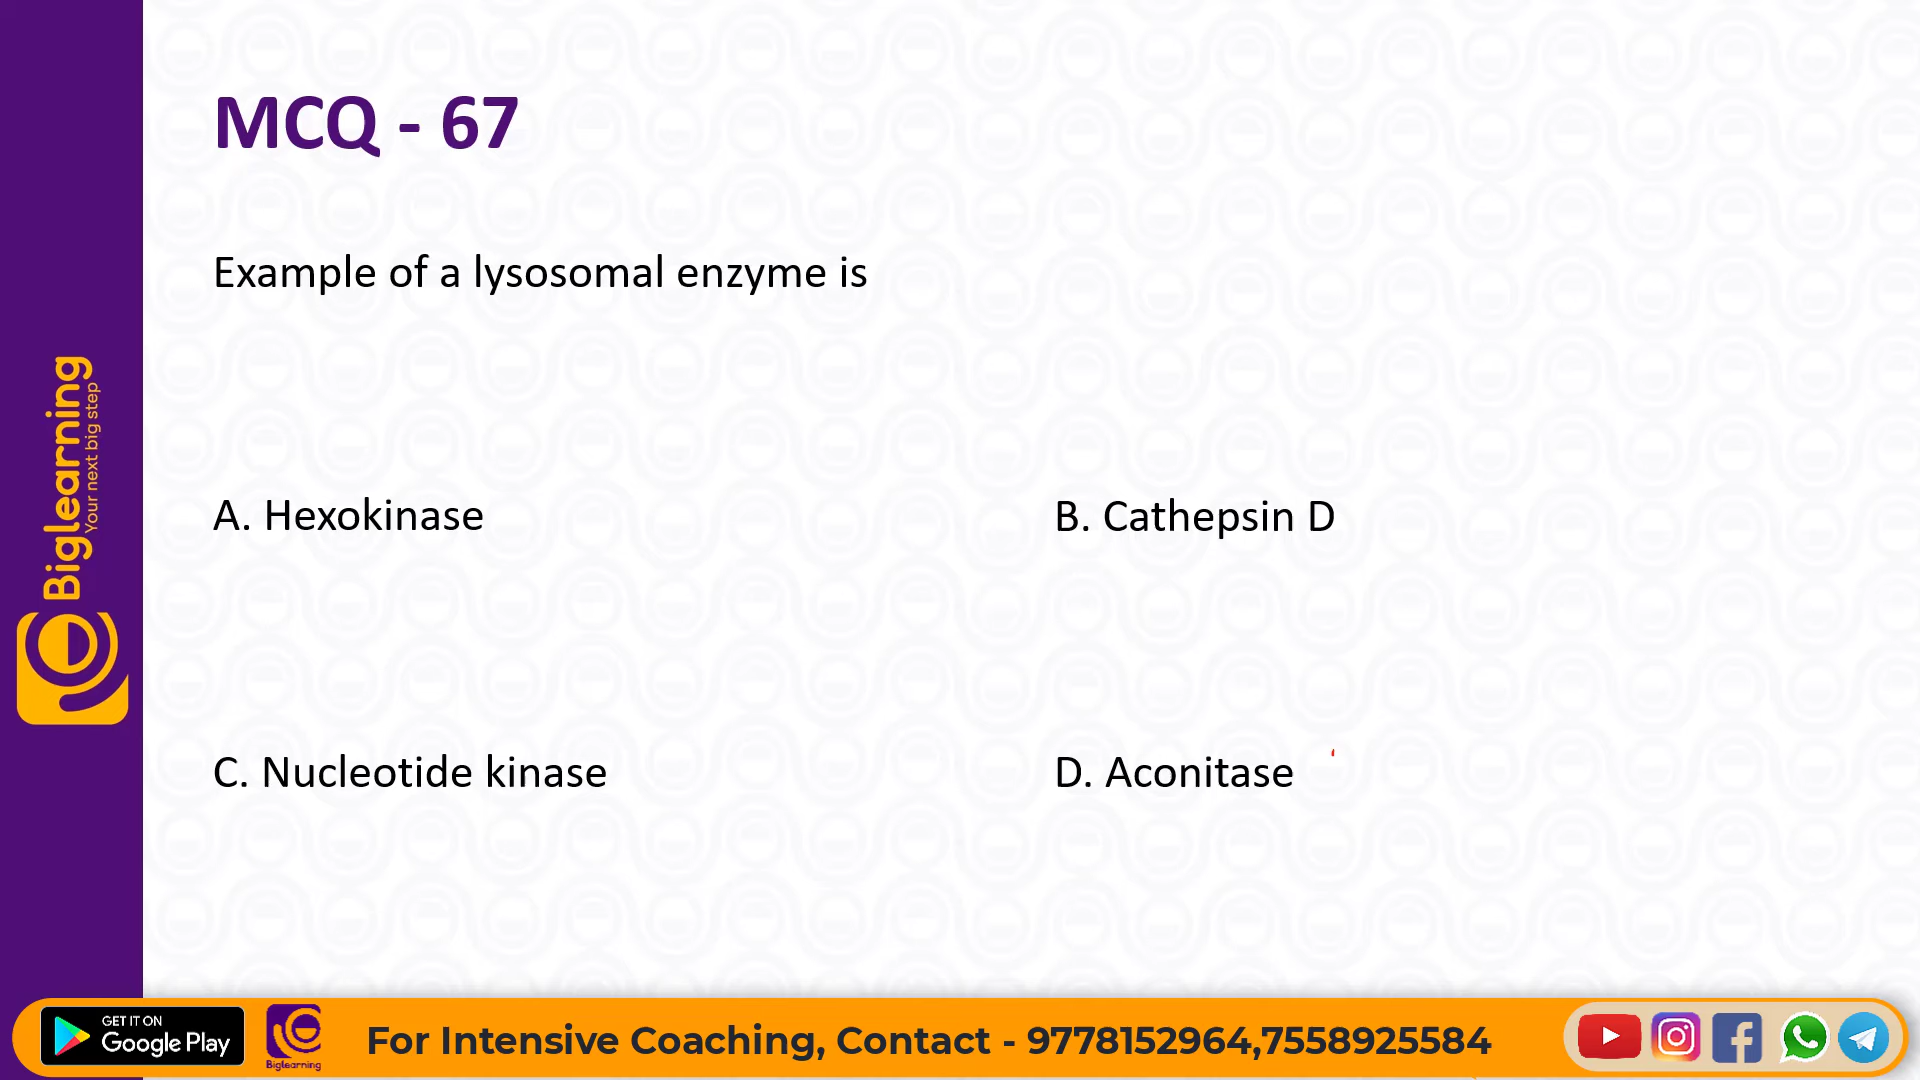 MCQ - 67
Example of a lysosomal enzyme is
A. Hexokinase
B. Cathepsin D
C. Nucleotide kinase
D. Aconitase
Biglearning
Your next big step
GET IT ON
Google Play
Biglearning
For Intensive Coaching, Contact - 9778152964,7558925584